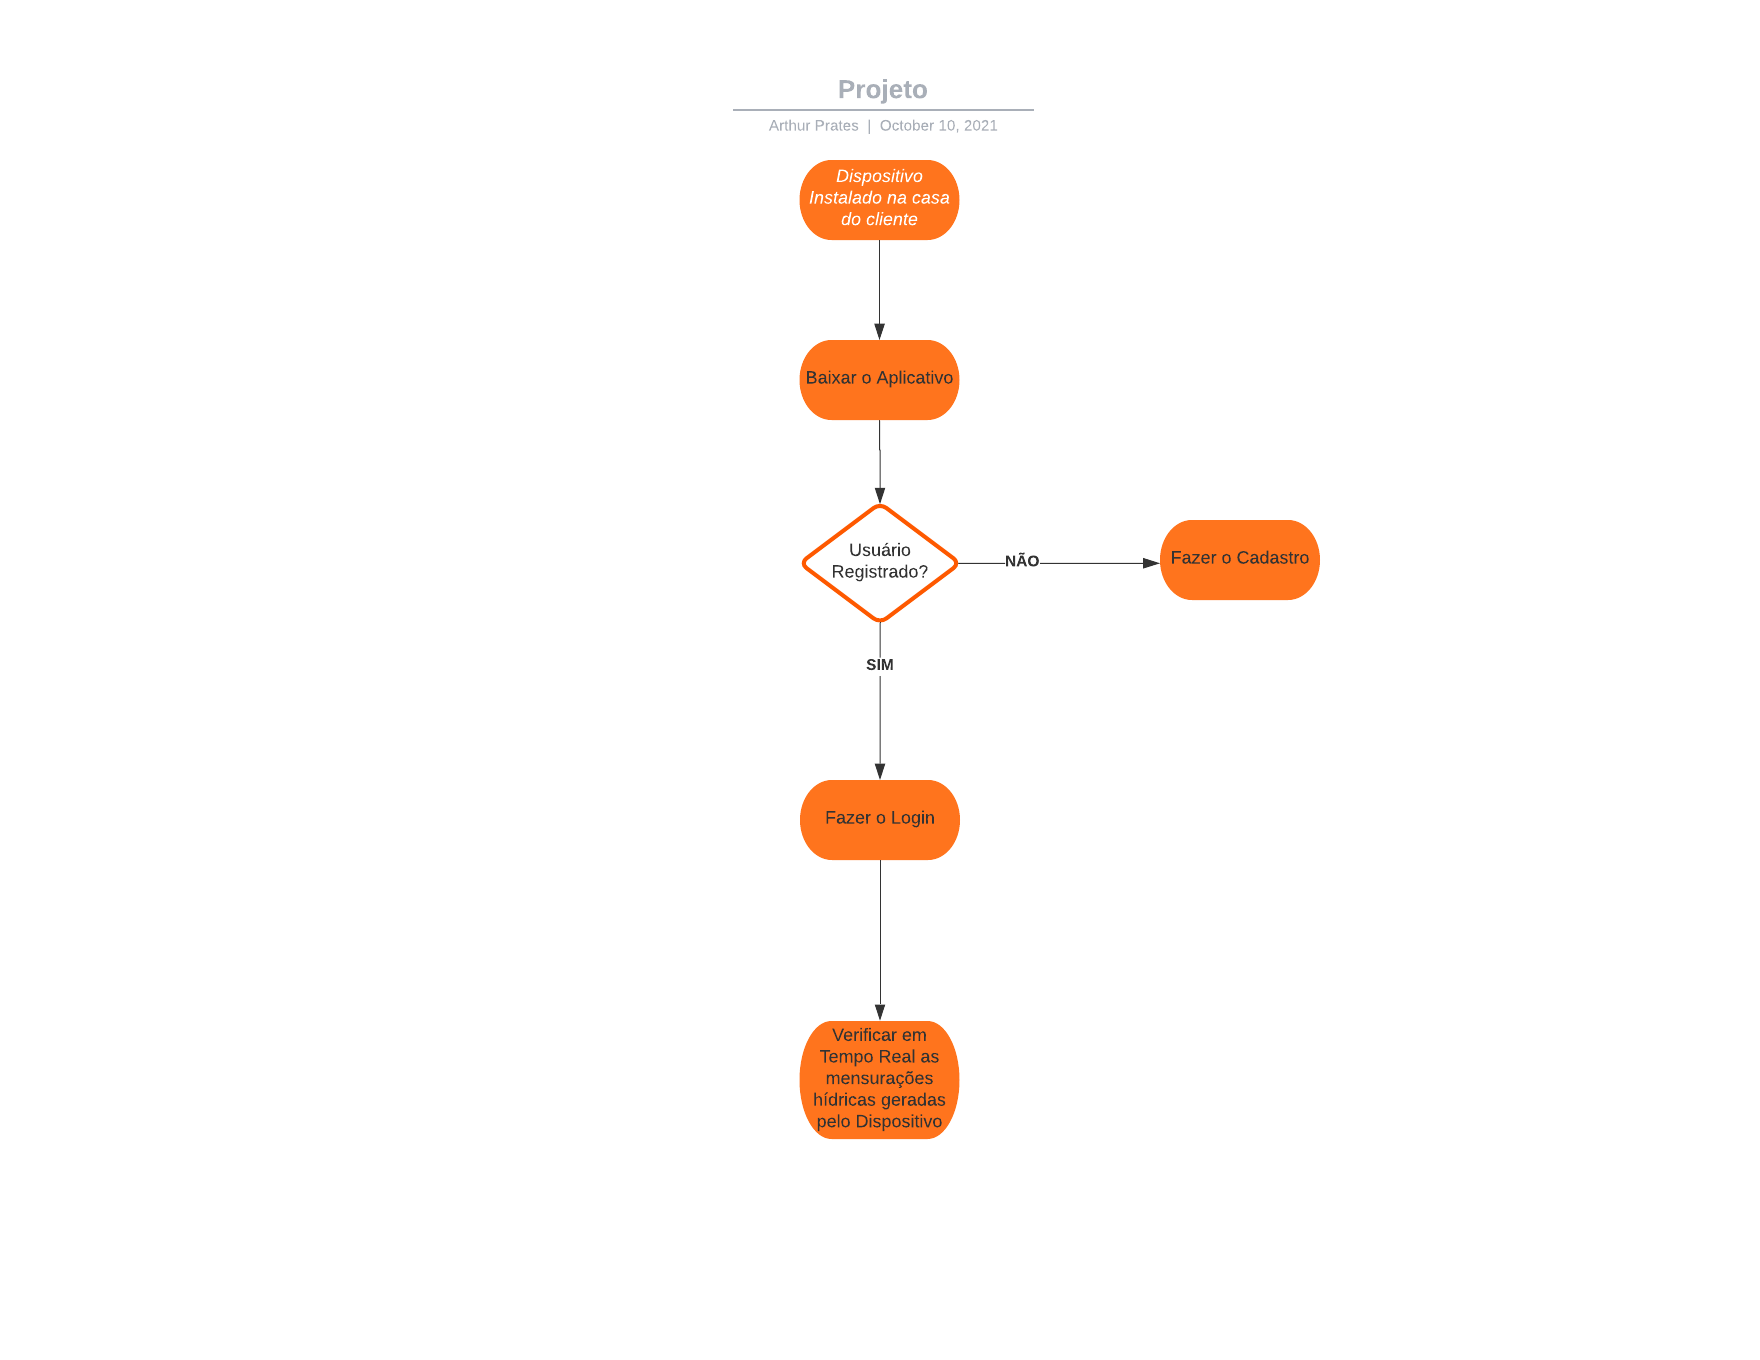 Projeto
Arthur Prates | October 10, 2021
Dispositivo
Instalado na casa
do cliente
Baixar o Aplicativo
Usuário
Registrado?
NÃO
Fazer o Cadastro
SIM
Fazer o Login
Verificar em
Tempo Real as
mensurações
hídricas geradas
pelo Dispositivo